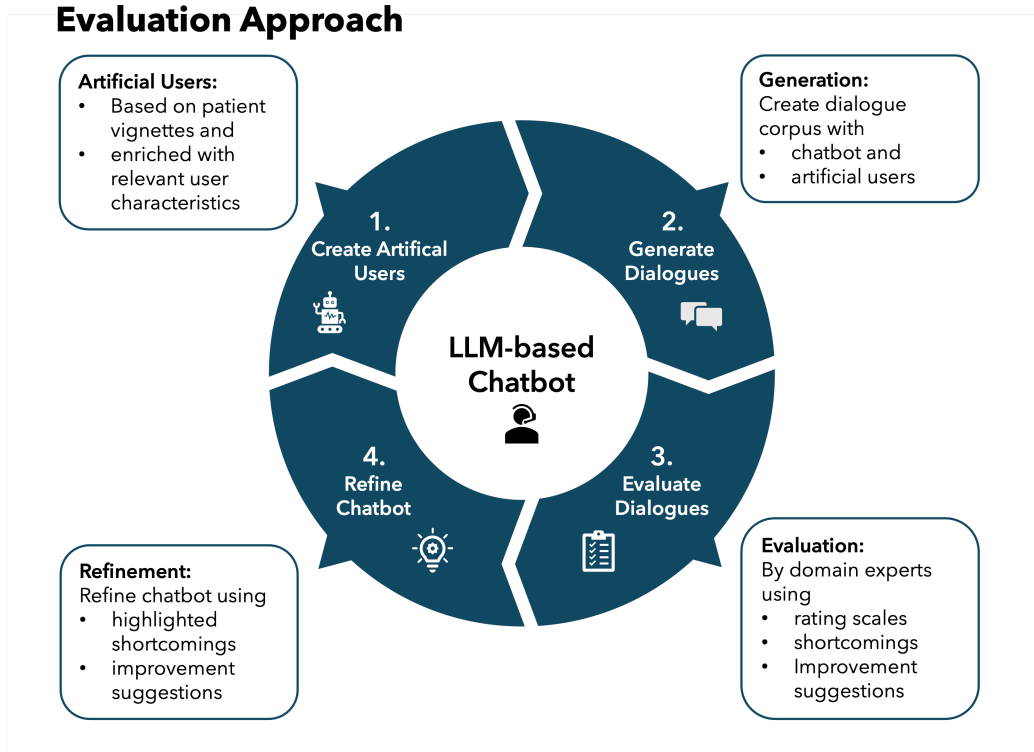 Evaluation Approach
Artificial Users:
• Based on patient
vignettes and
• enriched with
relevant user
characteristics
Generation:
Create dialogue
corpus with
• chatbot and
• artificial users
1.
Create Artifical
Users
2.
Generate
Dialogues
LLM-based
Chatbot
4.
Refine
Chatbot
3.
Evaluate
Dialogues
Refinement:
Refine chatbot using
• highlighted
shortcomings
• improvement
suggestions
Evaluation:
By domain experts
using
• rating scales
• shortcomings
• Improvement
suggestions